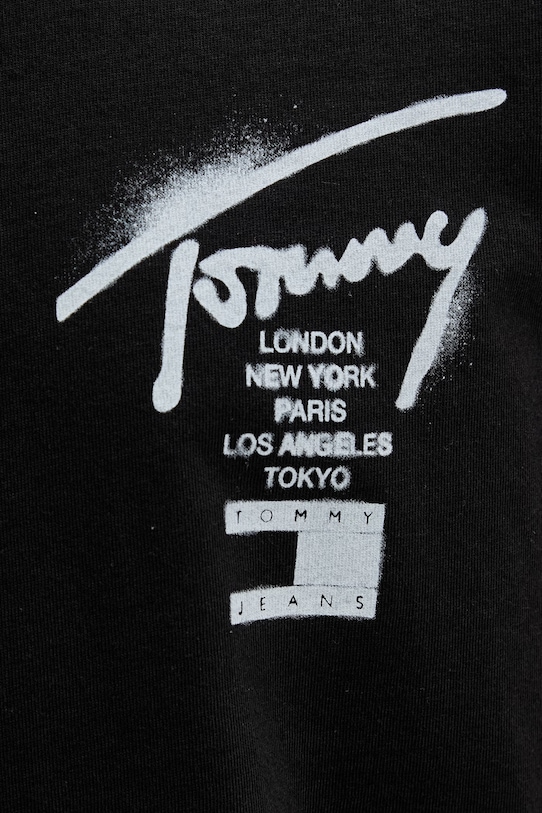 Tommy
LONDON
NEW YORK
PARIS
LOS ANGELES
TOKYO
TOMMY
JEANS